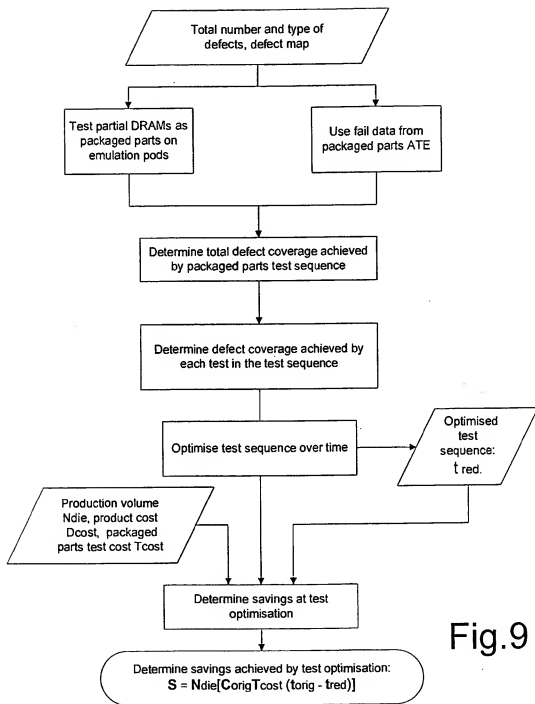 Total number and type of
defects, defect map
Test partial DRAMs as
packaged parts on
emulation pods
Use fail data from
packaged parts ATE
Determine total defect coverage achieved
by packaged parts test sequence
Determine defect coverage achieved by
each test in the test sequence
Optimise test sequence over time
Optimised
test
sequence:
t red.
Production volume
Ndie, product cost
Dcost, packaged
parts test cost Tcost
Determine savings at test
optimisation
Determine savings achieved by test optimisation:
S = Ndie[CorigTcost (torig - tred)]
Fig.9